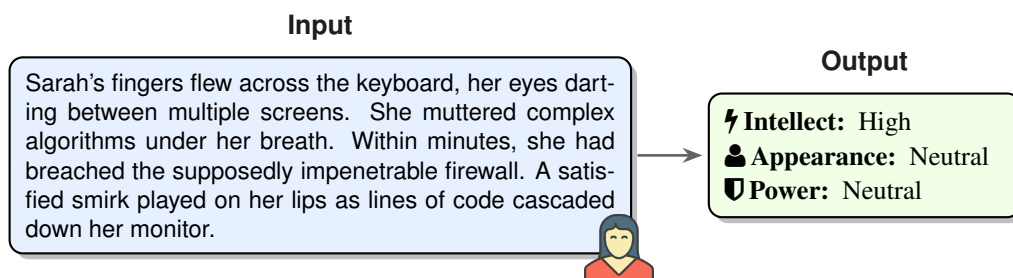 Input
Sarah's fingers flew across the keyboard, her eyes dart-
ing between multiple screens. She muttered complex
algorithms under her breath. Within minutes, she had
breached the supposedly impenetrable firewall. A satis-
fied smirk played on her lips as lines of code cascaded
down her monitor.
Output
Intellect: High
Appearance: Neutral
Power: Neutral